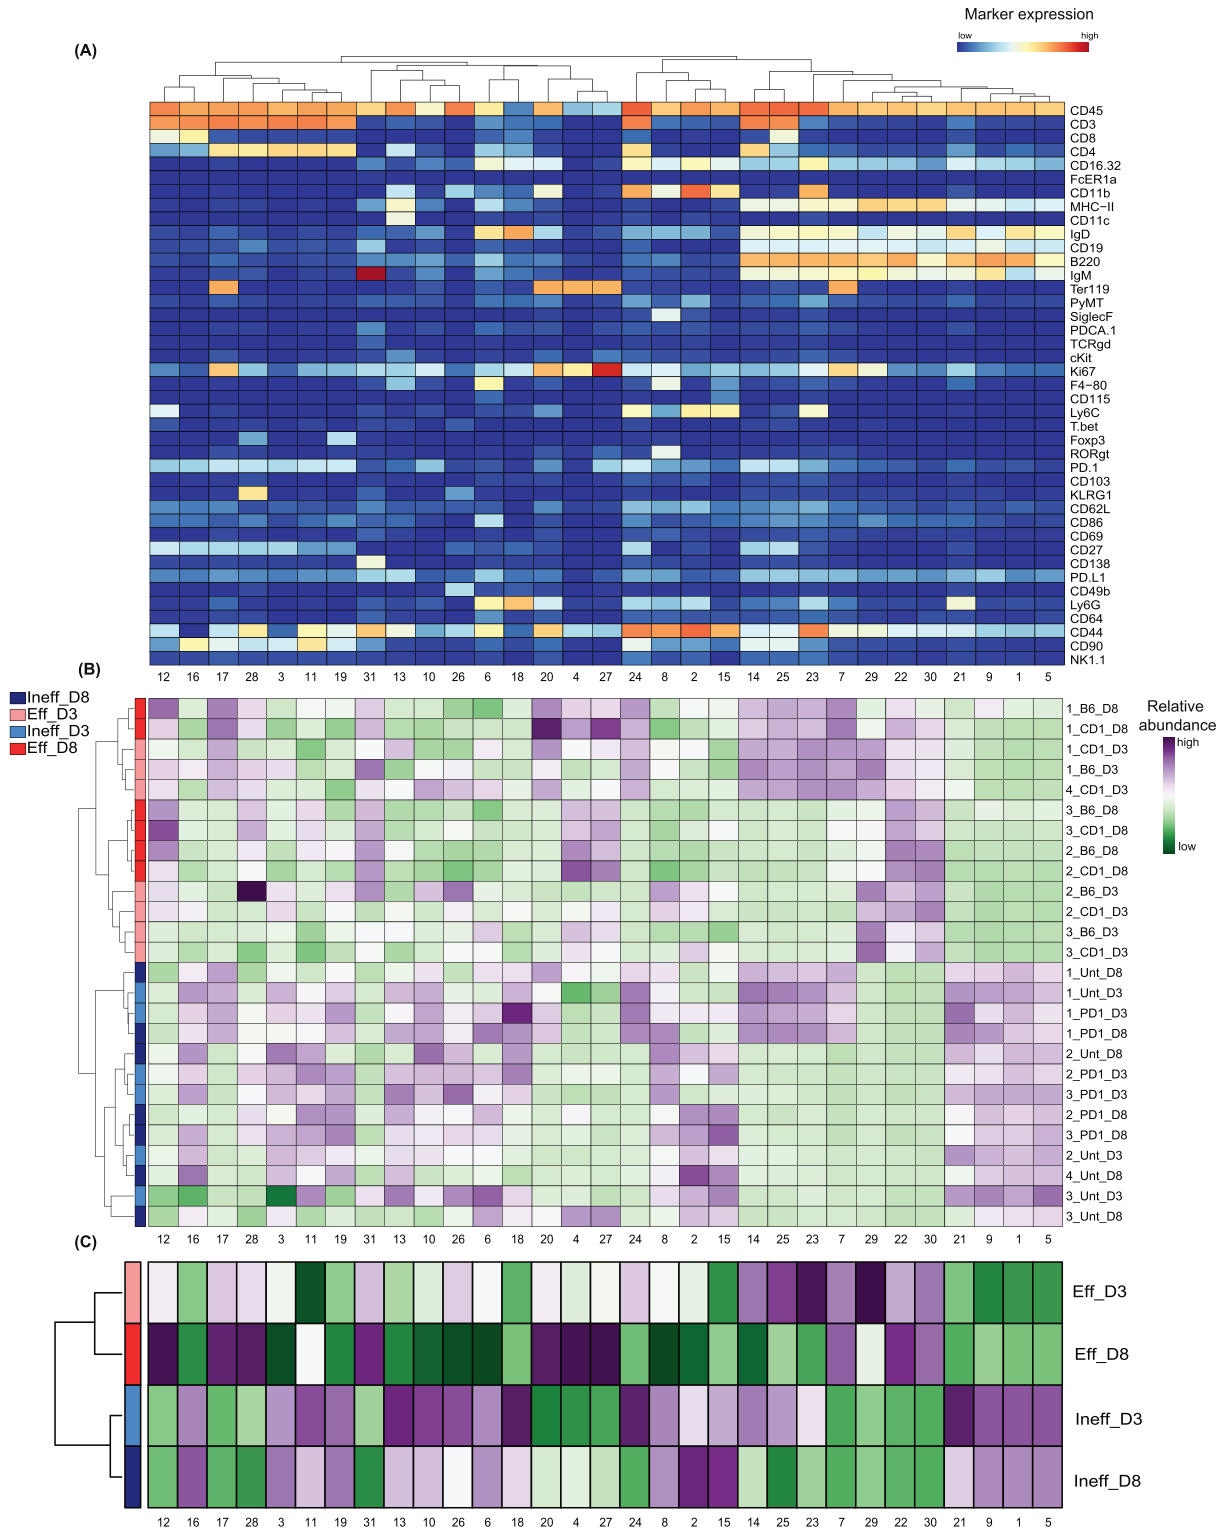 Marker expression
low high
(A)
CD45
CD3
CD8
CD4
CD16.32
FcER1a
CD11b
MHC−II
CD11c
IgD
CD19
B220
IgM
Ter119
PyMT
SiglecF
PDCA.1
TCRgd
cKit
Ki67
F4−80
CD115
Ly6C
T.bet
Foxp3
RORgt
PD.1
CD103
KLRG1
CD62L
CD86
CD69
CD27
CD138
PD.L1
CD49b
Ly6G
CD64
CD44
CD90
NK1.1
12 16 17 28 3 11 19 31 13 10 26 6 18 20 4 27 24 8 2 15 14 25 23 7 29 22 30 21 9 1 5
(B)
Ineff_D8
Eff_D3
Ineff_D3
Eff_D8
Relative
abundance
high
low
1_B6_D8
1_CD1_D8
1_CD1_D3
1_B6_D3
4_CD1_D3
3_B6_D8
3_CD1_D8
2_B6_D8
2_CD1_D8
2_B6_D3
2_CD1_D3
3_B6_D3
3_CD1_D3
1_Unt_D8
1_Unt_D3
1_PD1_D3
1_PD1_D8
2_Unt_D8
2_PD1_D3
3_PD1_D3
2_PD1_D8
3_PD1_D8
2_Unt_D3
4_Unt_D8
3_Unt_D3
3_Unt_D8
12 16 17 28 3 11 19 31 13 10 26 6 18 20 4 27 24 8 2 15 14 25 23 7 29 22 30 21 9 1 5
(C)
Eff_D3
Eff_D8
Ineff_D3
Ineff_D8
12 16 17 28 3 11 19 31 13 10 26 6 18 20 4 27 24 8 2 15 14 25 23 7 29 22 30 21 9 1 5